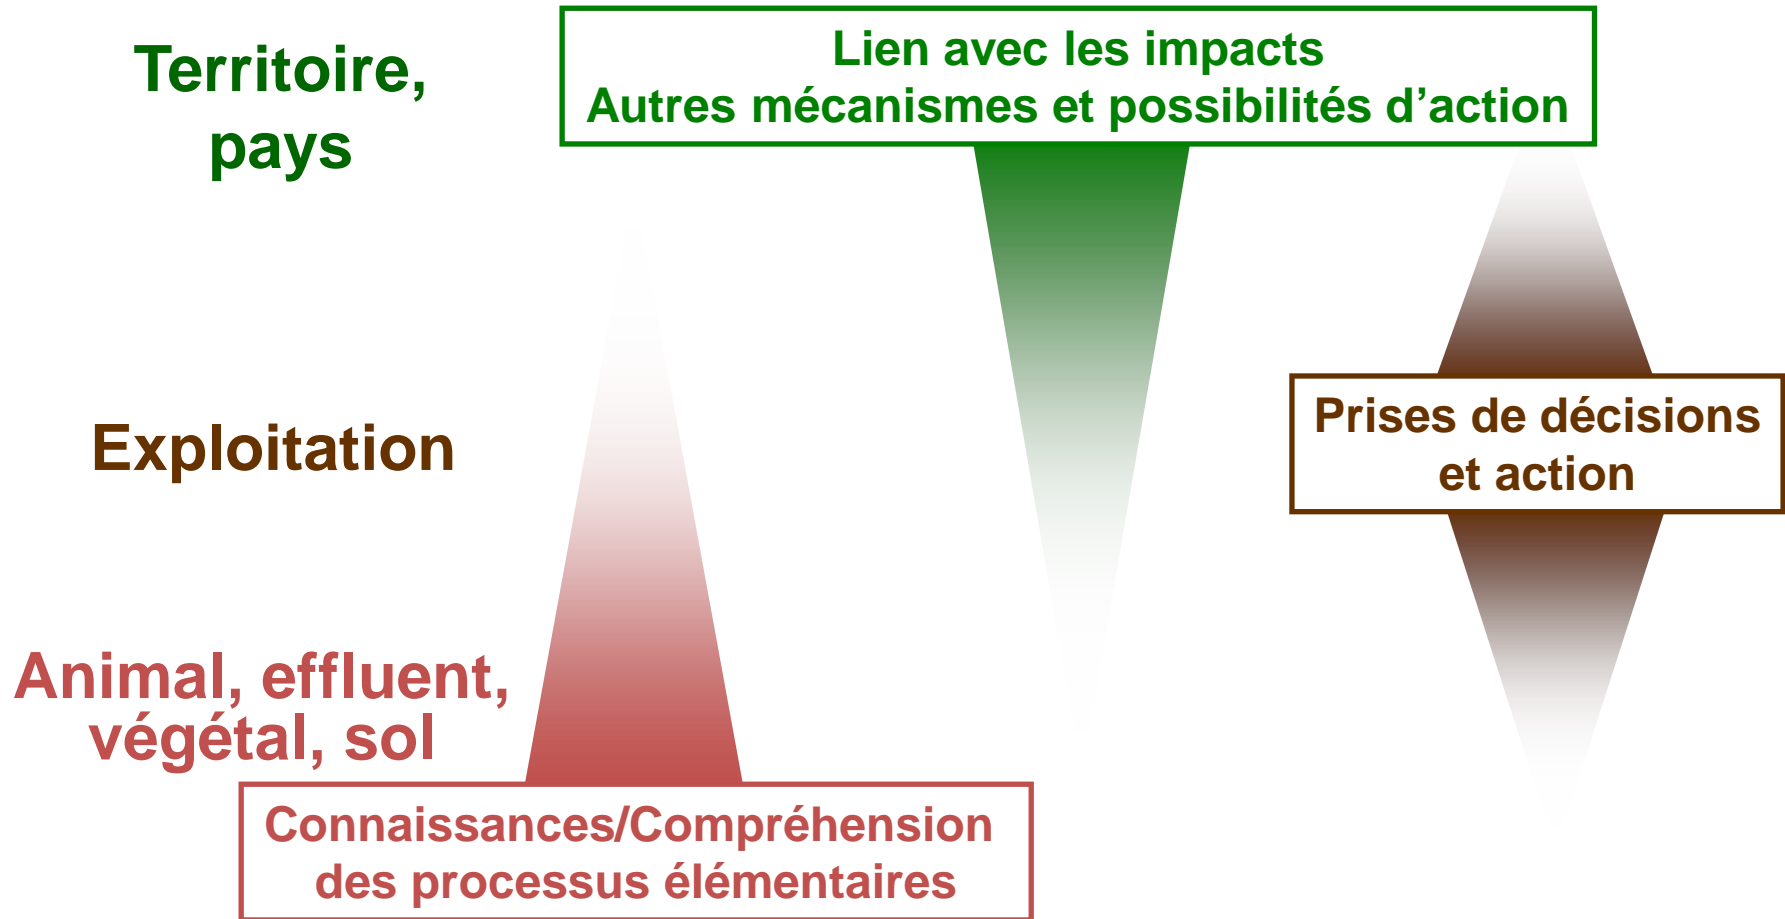 Territoire,
pays
Lien avec les impacts
Autres mécanismes et possibilités d’action
Exploitation
Prises de décisions
et action
Animal, effluent,
végétal, sol
Connaissances/Compréhension
des processus élémentaires